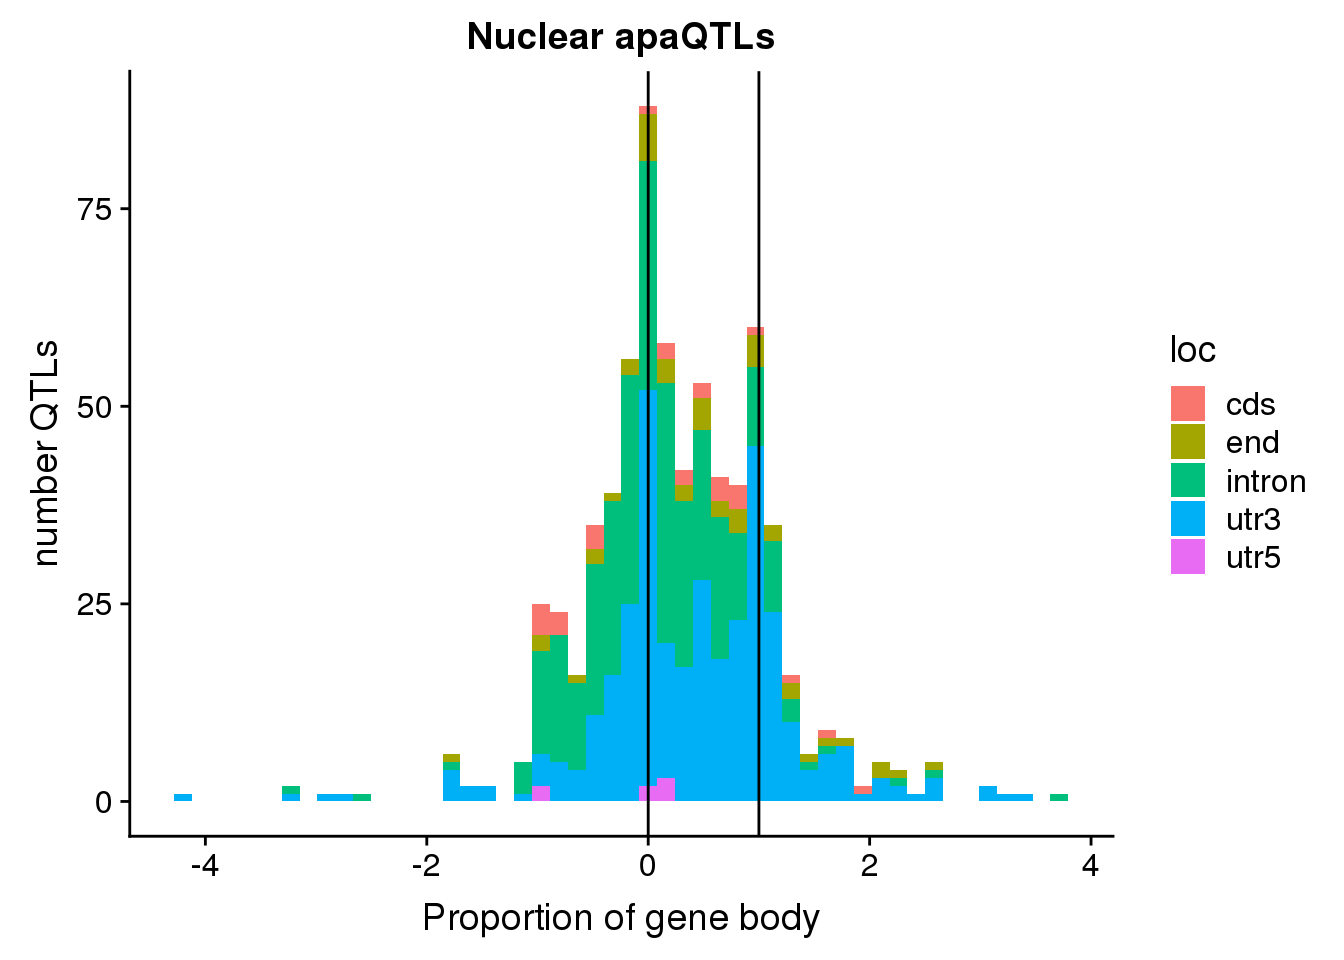 Nuclear apaQTLs
number QTLs
75
50
25
0
-4
-2
0
2
4
Proportion of gene body
loc
cds
end
intron
utr3
utr5